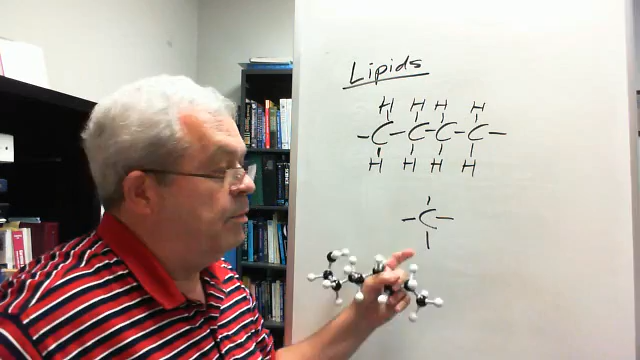 Lipids
H H H H
-C-C-C-C-
H H H H
-C-